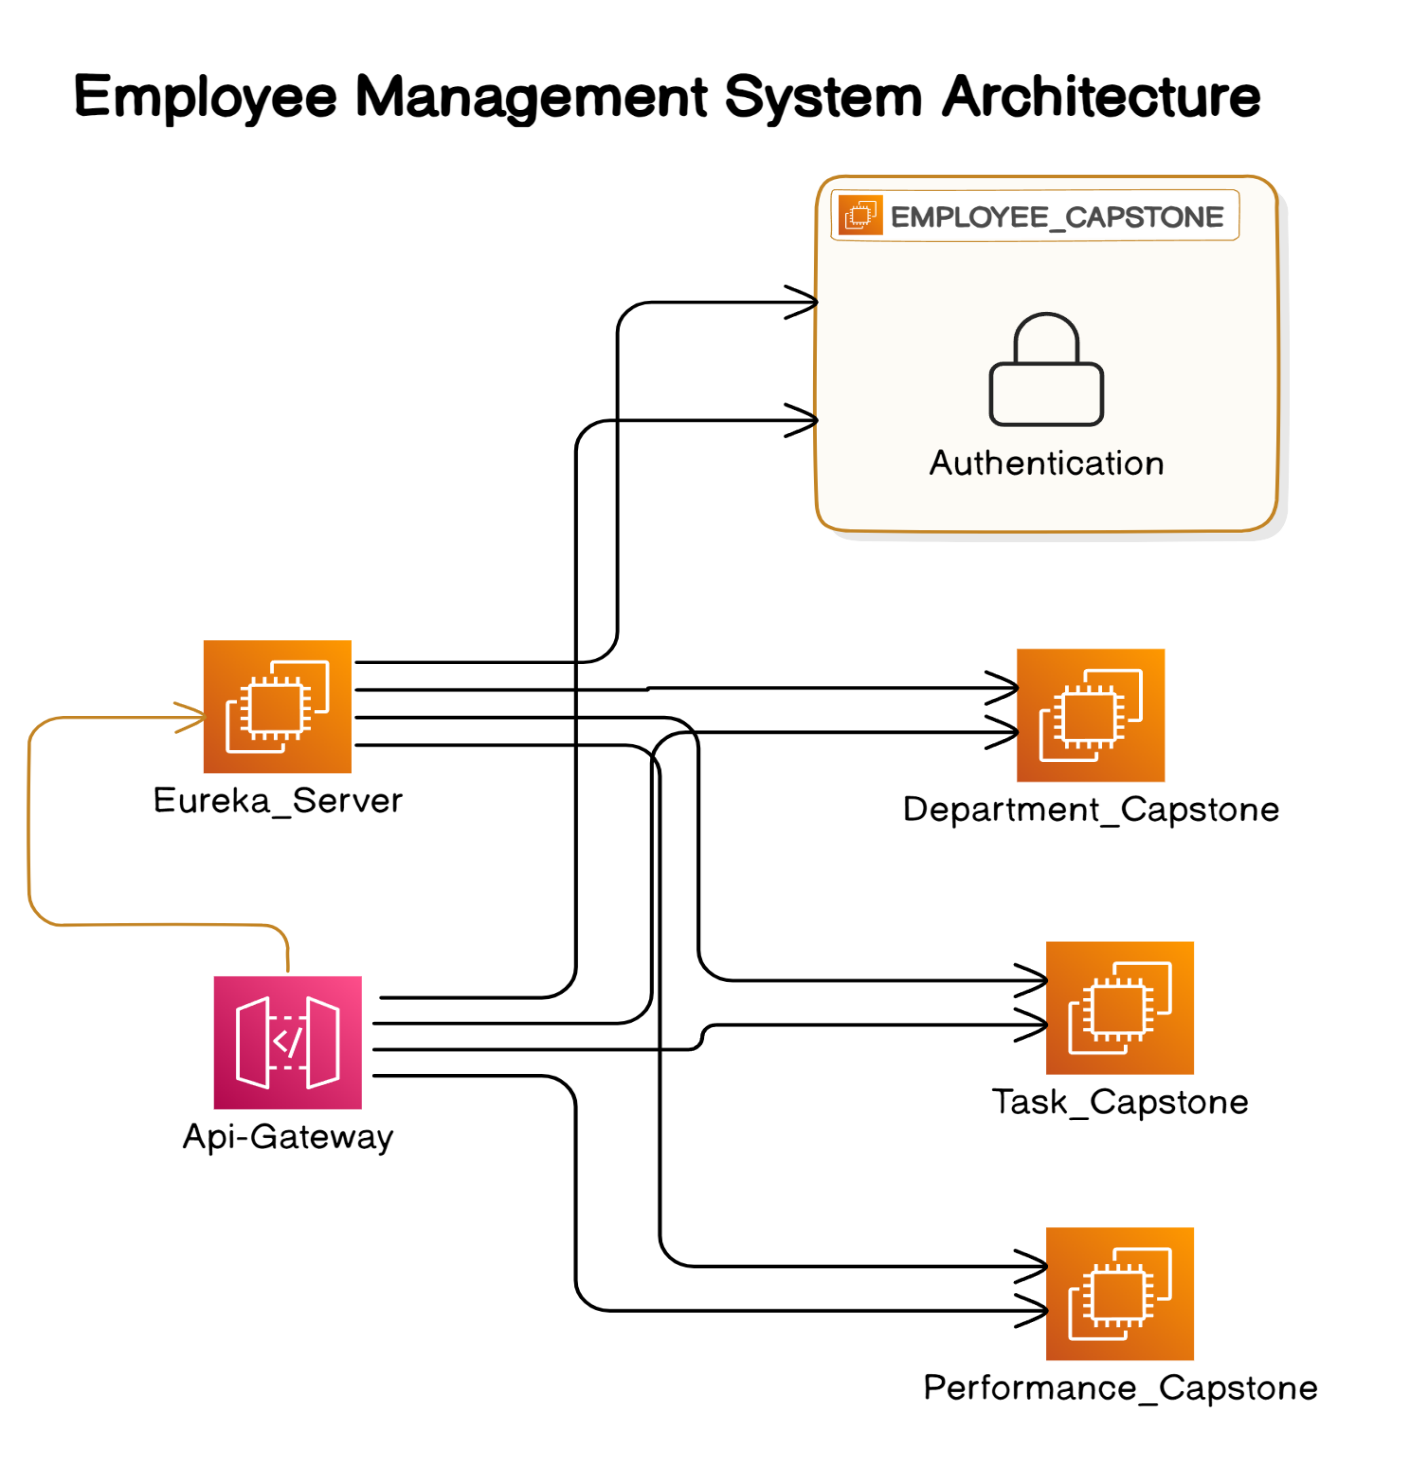 Employee Management System Architecture
EMPLOYEE_CAPSTONE
Authentication
Eureka_Server
Department_Capstone
Api-Gateway
Task_Capstone
Performance_Capstone